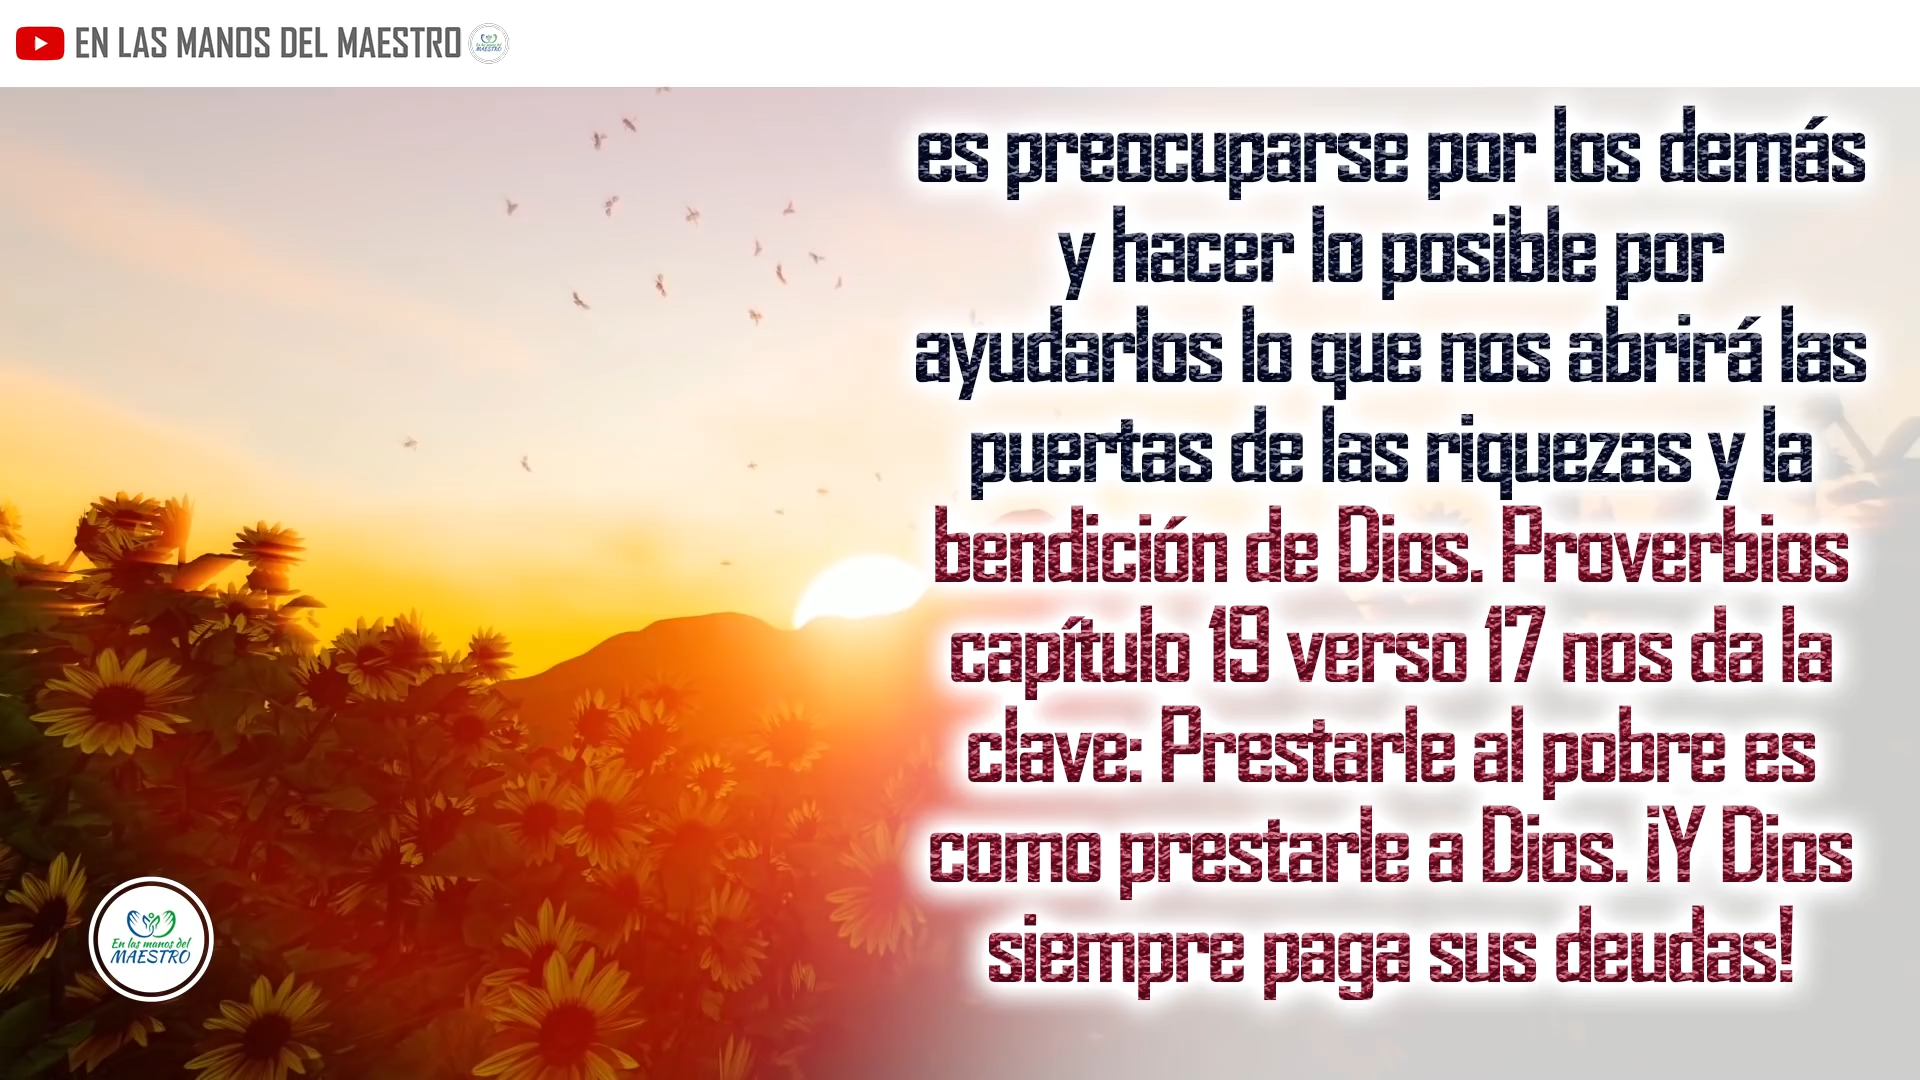 EN LAS MANOS DEL MAESTRO
es preocuparse por los demás
y hacer lo posible por
ayudarlos lo que nos abrirá las
puertas de las riquezas y la
bendición de Dios. Proverbios
capítulo 19 verso 17 nos da la
clave: Prestarle al pobre es
como prestarle a Dios. ¡Y Dios
siempre paga sus deudas!
En las manos del
MAESTRO